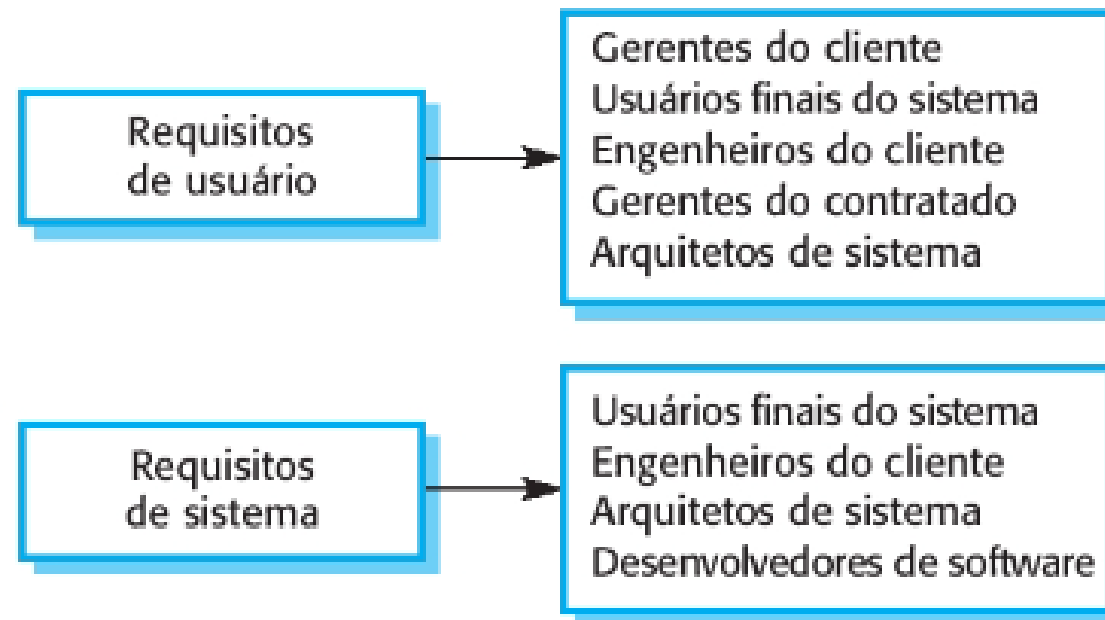 Requisitos
de usuário
Gerentes do cliente
Usuários finais do sistema
Engenheiros do cliente
Gerentes do contratado
Arquitetos de sistema
Requisitos
de sistema
Usuários finais do sistema
Engenheiros do cliente
Arquitetos de sistema
Desenvolvedores de software